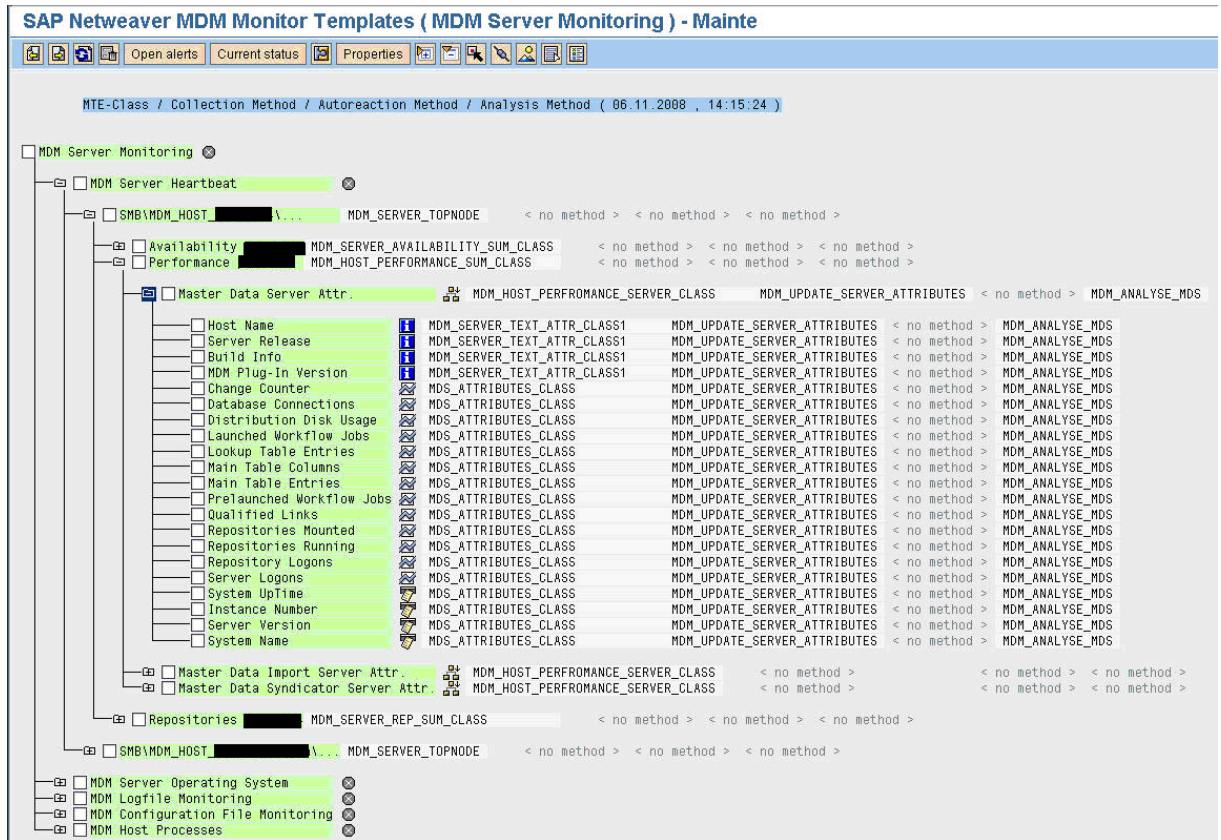 SAP Netweaver MDM Monitor Templates ( MDM Server Monitoring ) - Mainte
Open alerts Current status Properties
MTE-Class / Collection Method / Autoreaction Method / Analysis Method ( 06.11.2008 , 14:15:24 )
MDM Server Monitoring
MDM Server Heartbeat
SMB\MDM_HOST_ \... MDM_SERVER_TOPNODE < no method > < no method > < no method >
Availability MDM_SERVER_AVAILABILITY_SUM_CLASS < no method > < no method > < no method >
Performance MDM_HOST_PERFORMANCE_SUM_CLASS < no method > < no method > < no method >
Master Data Server Attr. MDM_HOST_PERFROMANCE_SERVER_CLASS MDM_UPDATE_SERVER_ATTRIBUTES < no method > MDM_ANALYSE_MDS
Host Name MDM_SERVER_TEXT_ATTR_CLASS1 MDM_UPDATE_SERVER_ATTRIBUTES < no method > MDM_ANALYSE_MDS
Server Release MDM_SERVER_TEXT_ATTR_CLASS1 MDM_UPDATE_SERVER_ATTRIBUTES < no method > MDM_ANALYSE_MDS
Build Info MDM_SERVER_TEXT_ATTR_CLASS1 MDM_UPDATE_SERVER_ATTRIBUTES < no method > MDM_ANALYSE_MDS
MDM Plug-In Version MDM_SERVER_TEXT_ATTR_CLASS1 MDM_UPDATE_SERVER_ATTRIBUTES < no method > MDM_ANALYSE_MDS
Change Counter MDS_ATTRIBUTES_CLASS MDM_UPDATE_SERVER_ATTRIBUTES < no method > MDM_ANALYSE_MDS
Database Connections MDS_ATTRIBUTES_CLASS MDM_UPDATE_SERVER_ATTRIBUTES < no method > MDM_ANALYSE_MDS
Distribution Disk Usage MDS_ATTRIBUTES_CLASS MDM_UPDATE_SERVER_ATTRIBUTES < no method > MDM_ANALYSE_MDS
Launched Workflow Jobs MDS_ATTRIBUTES_CLASS MDM_UPDATE_SERVER_ATTRIBUTES < no method > MDM_ANALYSE_MDS
Lookup Table Entries MDS_ATTRIBUTES_CLASS MDM_UPDATE_SERVER_ATTRIBUTES < no method > MDM_ANALYSE_MDS
Main Table Columns MDS_ATTRIBUTES_CLASS MDM_UPDATE_SERVER_ATTRIBUTES < no method > MDM_ANALYSE_MDS
Main Table Entries MDS_ATTRIBUTES_CLASS MDM_UPDATE_SERVER_ATTRIBUTES < no method > MDM_ANALYSE_MDS
Prelaunched Workflow Jobs MDS_ATTRIBUTES_CLASS MDM_UPDATE_SERVER_ATTRIBUTES < no method > MDM_ANALYSE_MDS
Qualified Links MDS_ATTRIBUTES_CLASS MDM_UPDATE_SERVER_ATTRIBUTES < no method > MDM_ANALYSE_MDS
Repositories Mounted MDS_ATTRIBUTES_CLASS MDM_UPDATE_SERVER_ATTRIBUTES < no method > MDM_ANALYSE_MDS
Repositories Running MDS_ATTRIBUTES_CLASS MDM_UPDATE_SERVER_ATTRIBUTES < no method > MDM_ANALYSE_MDS
Repository Logons MDS_ATTRIBUTES_CLASS MDM_UPDATE_SERVER_ATTRIBUTES < no method > MDM_ANALYSE_MDS
Server Logons MDS_ATTRIBUTES_CLASS MDM_UPDATE_SERVER_ATTRIBUTES < no method > MDM_ANALYSE_MDS
System UpTime MDS_ATTRIBUTES_CLASS MDM_UPDATE_SERVER_ATTRIBUTES < no method > MDM_ANALYSE_MDS
Instance Number MDS_ATTRIBUTES_CLASS MDM_UPDATE_SERVER_ATTRIBUTES < no method > MDM_ANALYSE_MDS
Server Version MDS_ATTRIBUTES_CLASS MDM_UPDATE_SERVER_ATTRIBUTES < no method > MDM_ANALYSE_MDS
System Name MDS_ATTRIBUTES_CLASS MDM_UPDATE_SERVER_ATTRIBUTES < no method > MDM_ANALYSE_MDS
Master Data Import Server Attr. MDM_HOST_PERFROMANCE_SERVER_CLASS < no method > < no method > < no method >
Master Data Syndicator Server Attr. MDM_HOST_PERFROMANCE_SERVER_CLASS < no method > < no method > < no method >
Repositories MDM_SERVER_REP_SUM_CLASS < no method > < no method > < no method >
SMB\MDM_HOST_ \... MDM_SERVER_TOPNODE < no method > < no method > < no method >
MDM Server Operating System
MDM Logfile Monitoring
MDM Configuration File Monitoring
MDM Host Processes